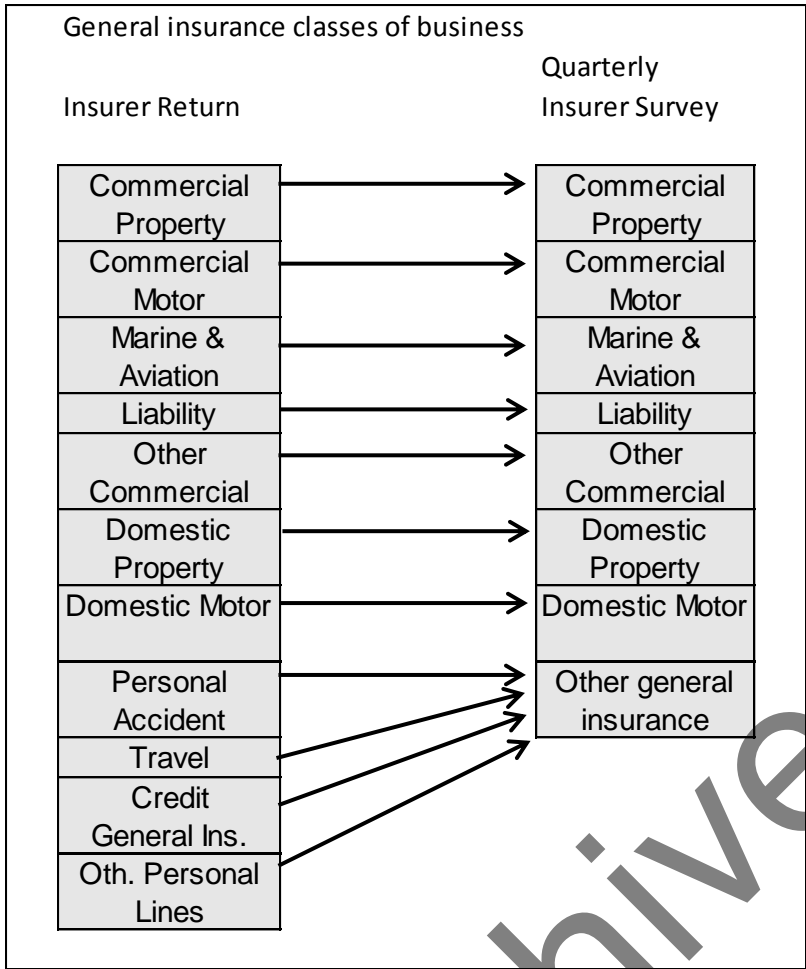 General insurance classes of business
Quarterly
Insurer Return
Insurer Survey
Commercial
Property
Commercial
Motor
Marine &
Aviation
Liability
Other
Commercial
Domestic
Property
Domestic Motor
Personal
Accident
Travel
Credit
General Ins.
Oth. Personal
Lines
Commercial
Property
Commercial
Motor
Marine &
Aviation
Liability
Other
Commercial
Domestic
Property
Domestic Motor
Other general
insurance
hive